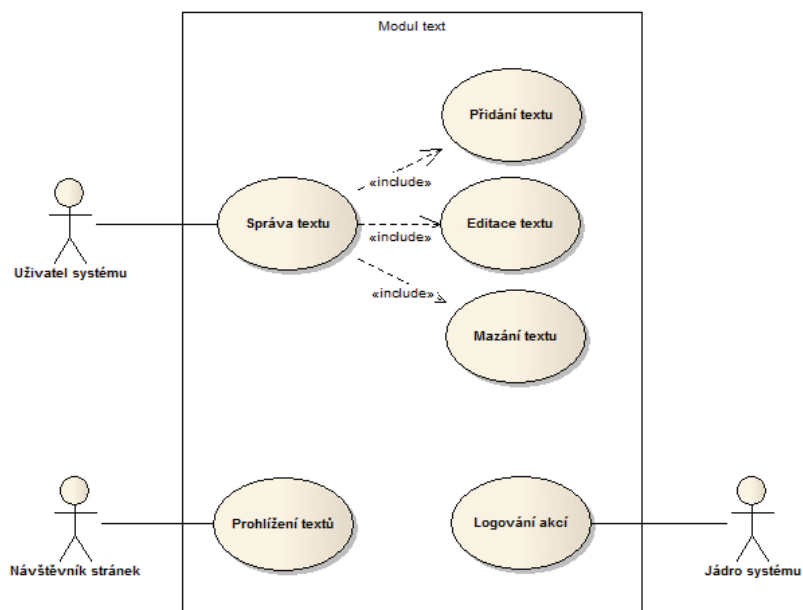 Modul text
Přidání textu
«include»
Správa textu
«include»
Editace textu
Uživatel systému
«include»
Mazání textu
Prohlížení textů
Logování akcí
Návštěvník stránek
Jádro systému